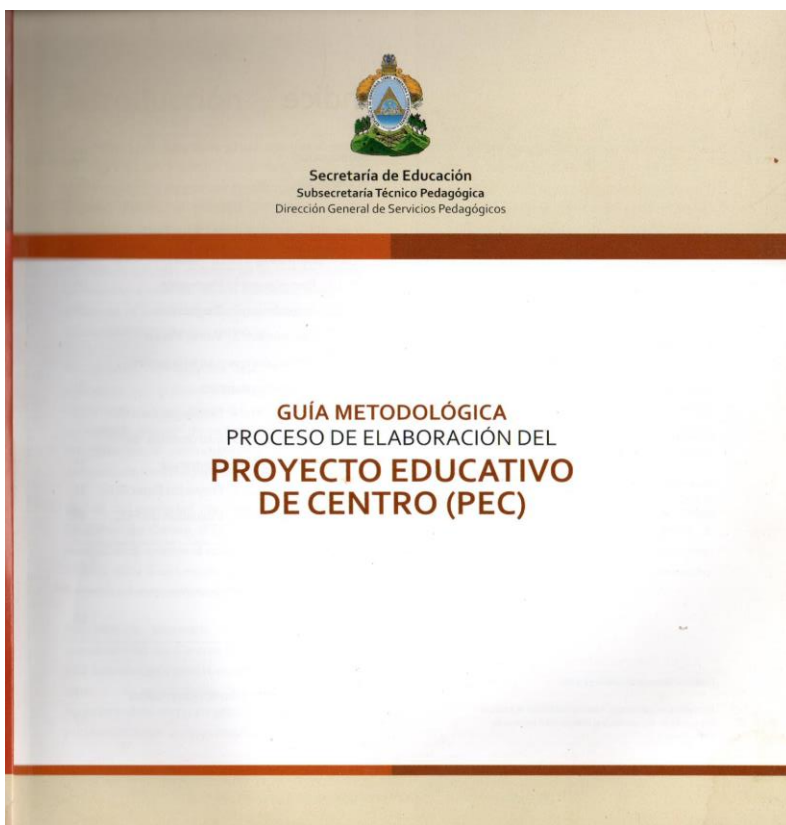 Secretaría de Educación
Subsecretaría Técnico Pedagógica
Dirección General de Servicios Pedagógicos
GUÍA METODOLÓGICA
PROCESO DE ELABORACIÓN DEL
PROYECTO EDUCATIVO
DE CENTRO (PEC)